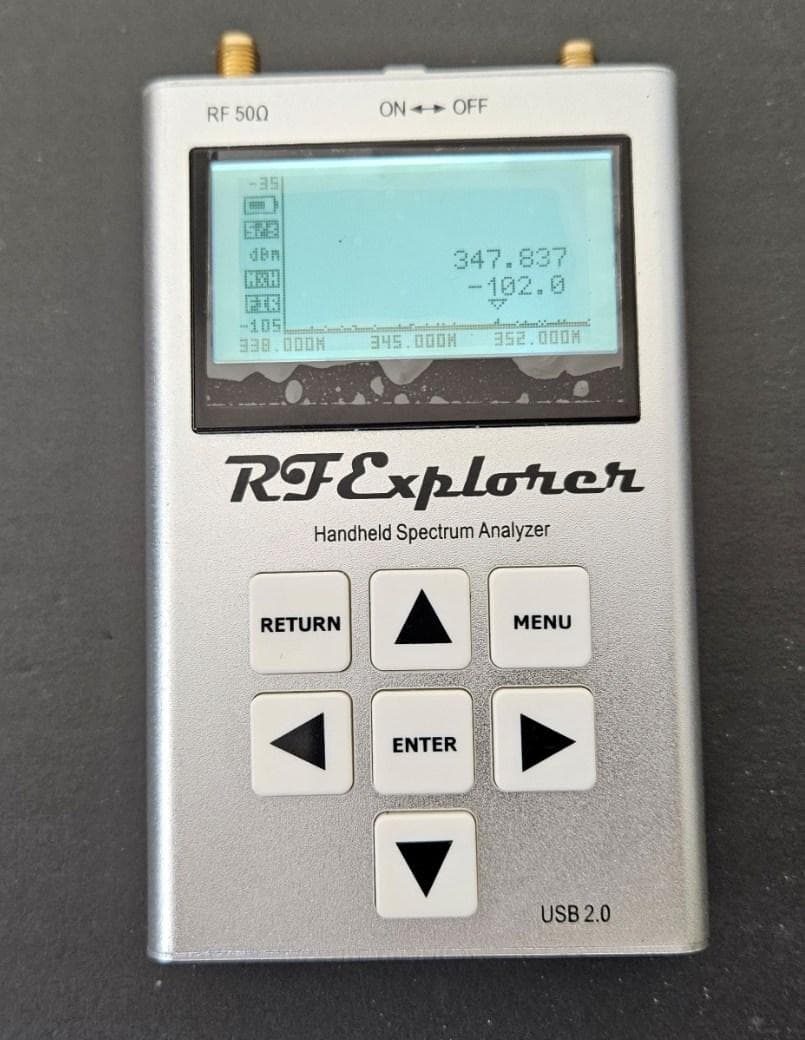 RF 50Ω ON OFF
-35
dBm
347.837
-102.0
-105
338.000M 345.000M 352.000M
RFExplorer
Handheld Spectrum Analyzer
RETURN MENU
ENTER
USB 2.0